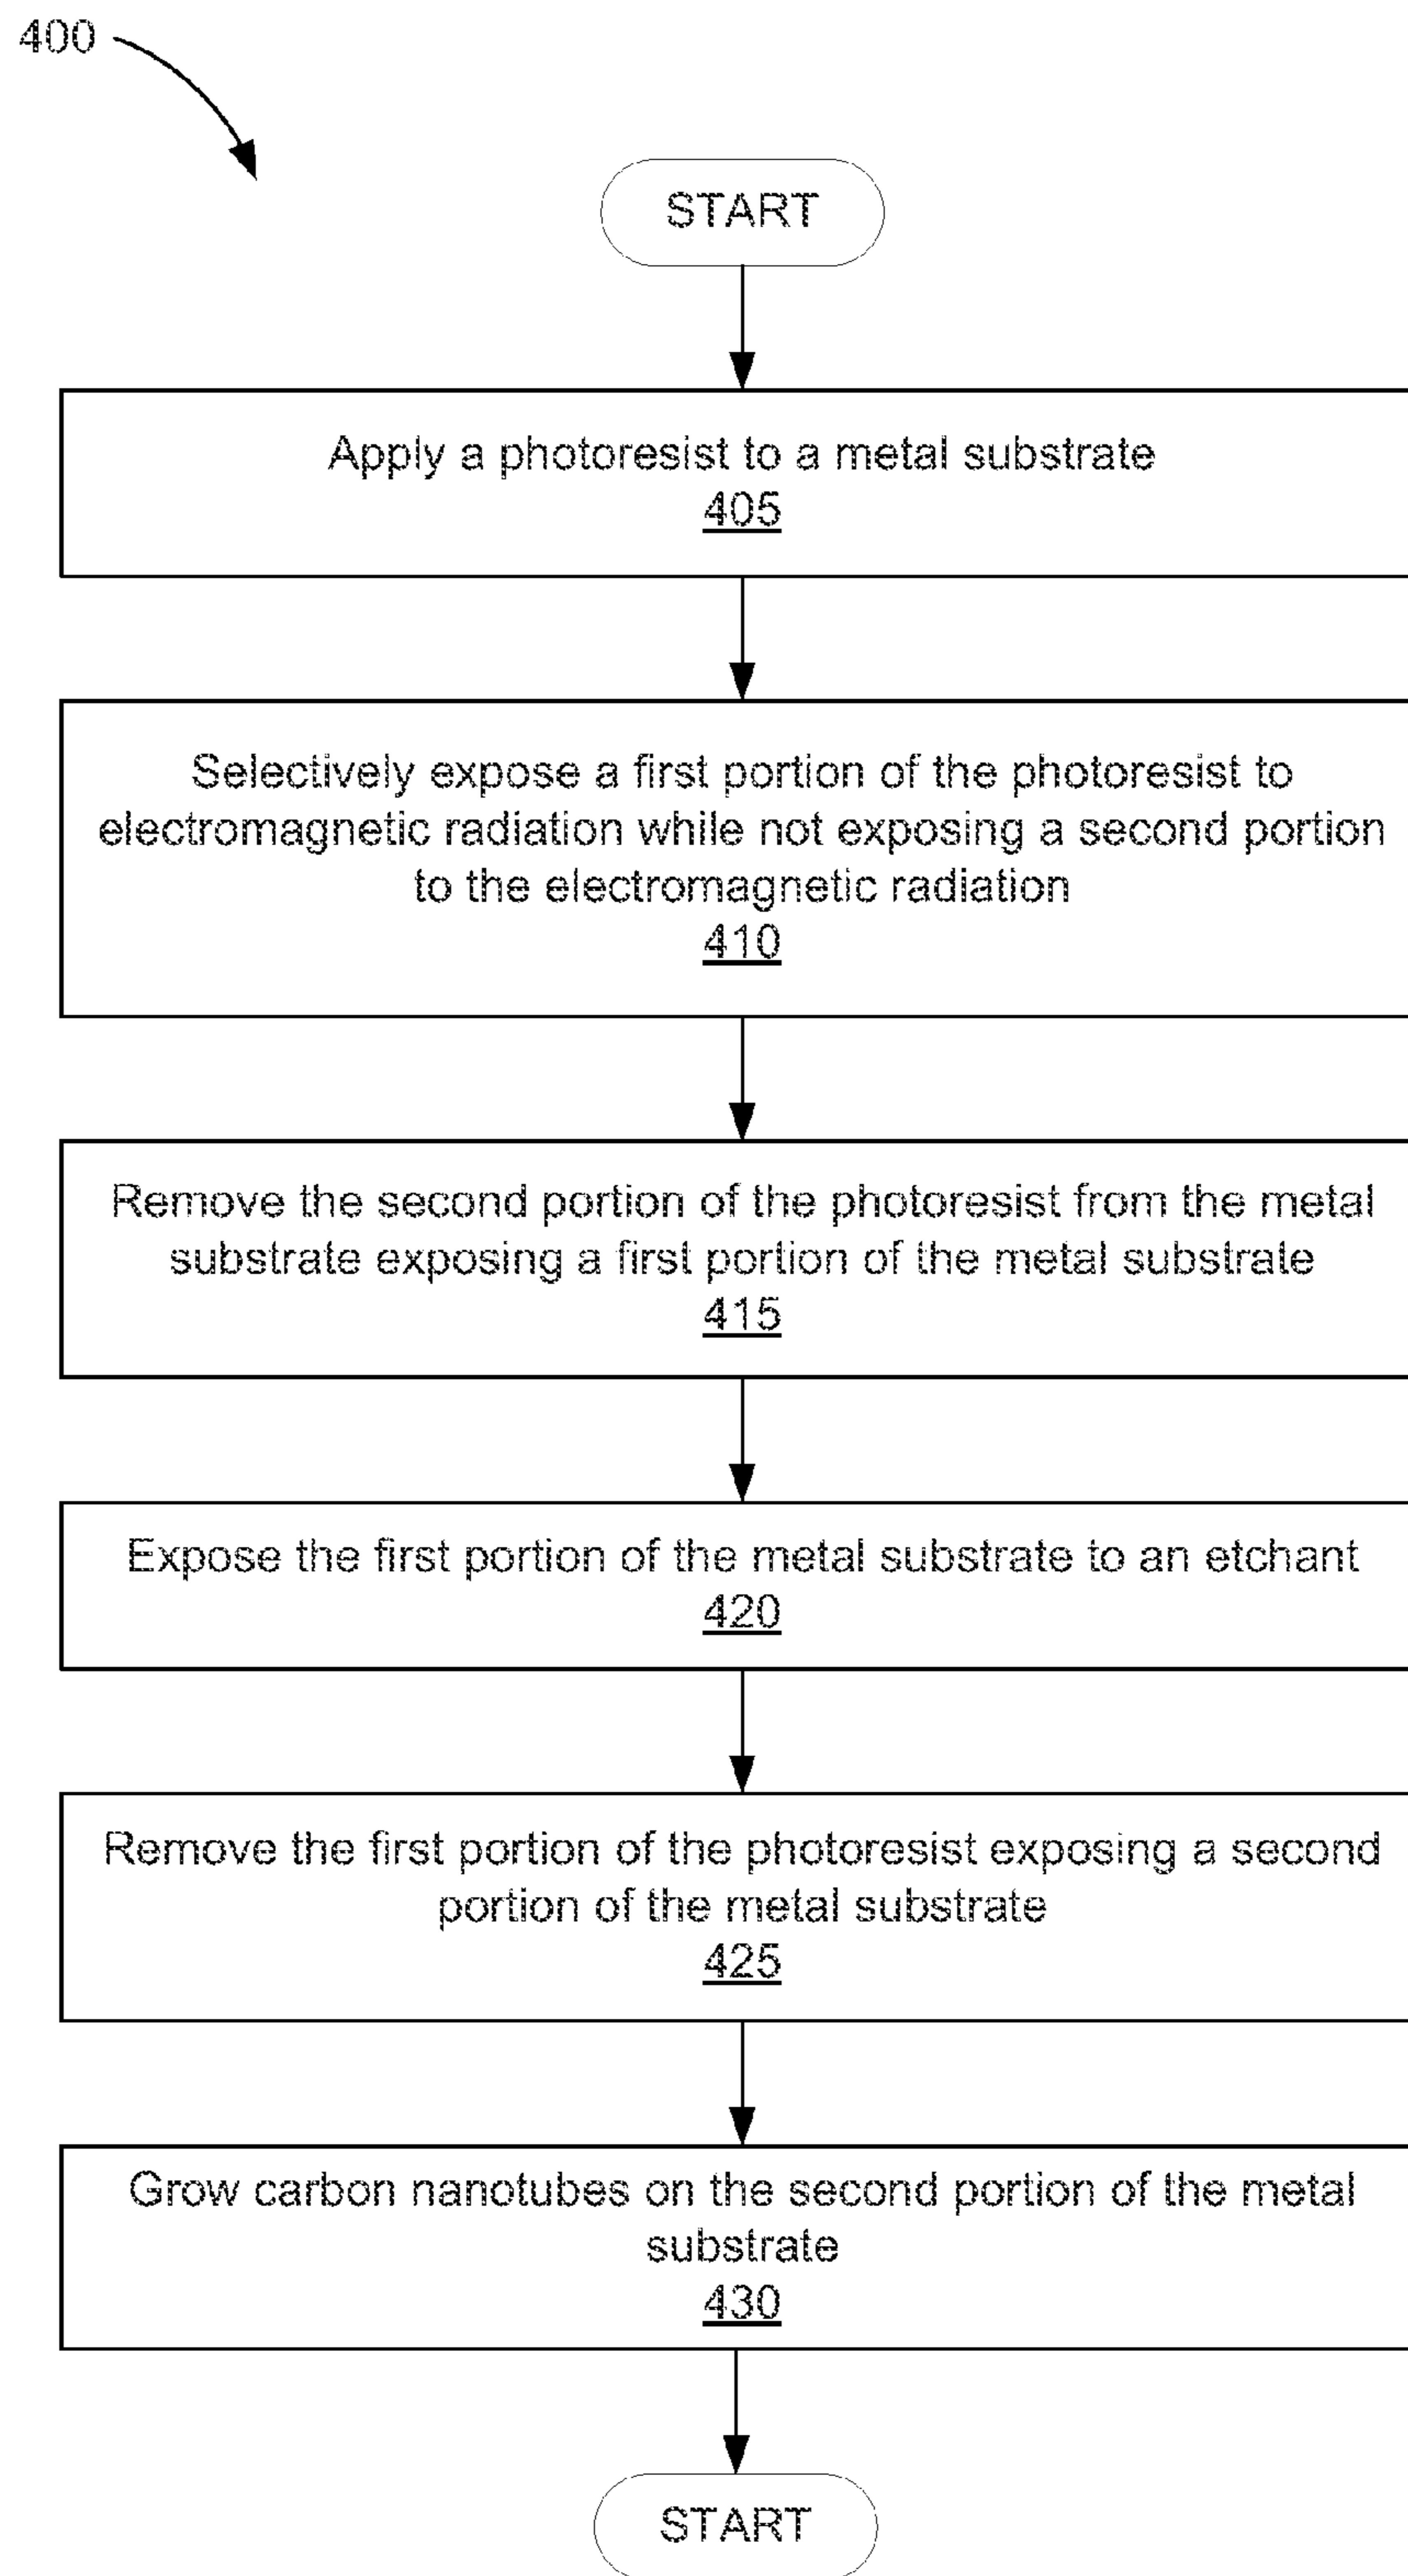 400
START
Apply a photoresist to a metal substrate
405
Selectively expose a first portion of the photoresist to
electromagnetic radiation while not exposing a second portion
to the electromagnetic radiation
410
Remove the second portion of the photoresist from the metal
substrate exposing a first portion of the metal substrate
415
Expose the first portion of the metal substrate to an etchant
420
Remove the first portion of the photoresist exposing a second
portion of the metal substrate
425
Grow carbon nanotubes on the second portion of the metal
substrate
430
START